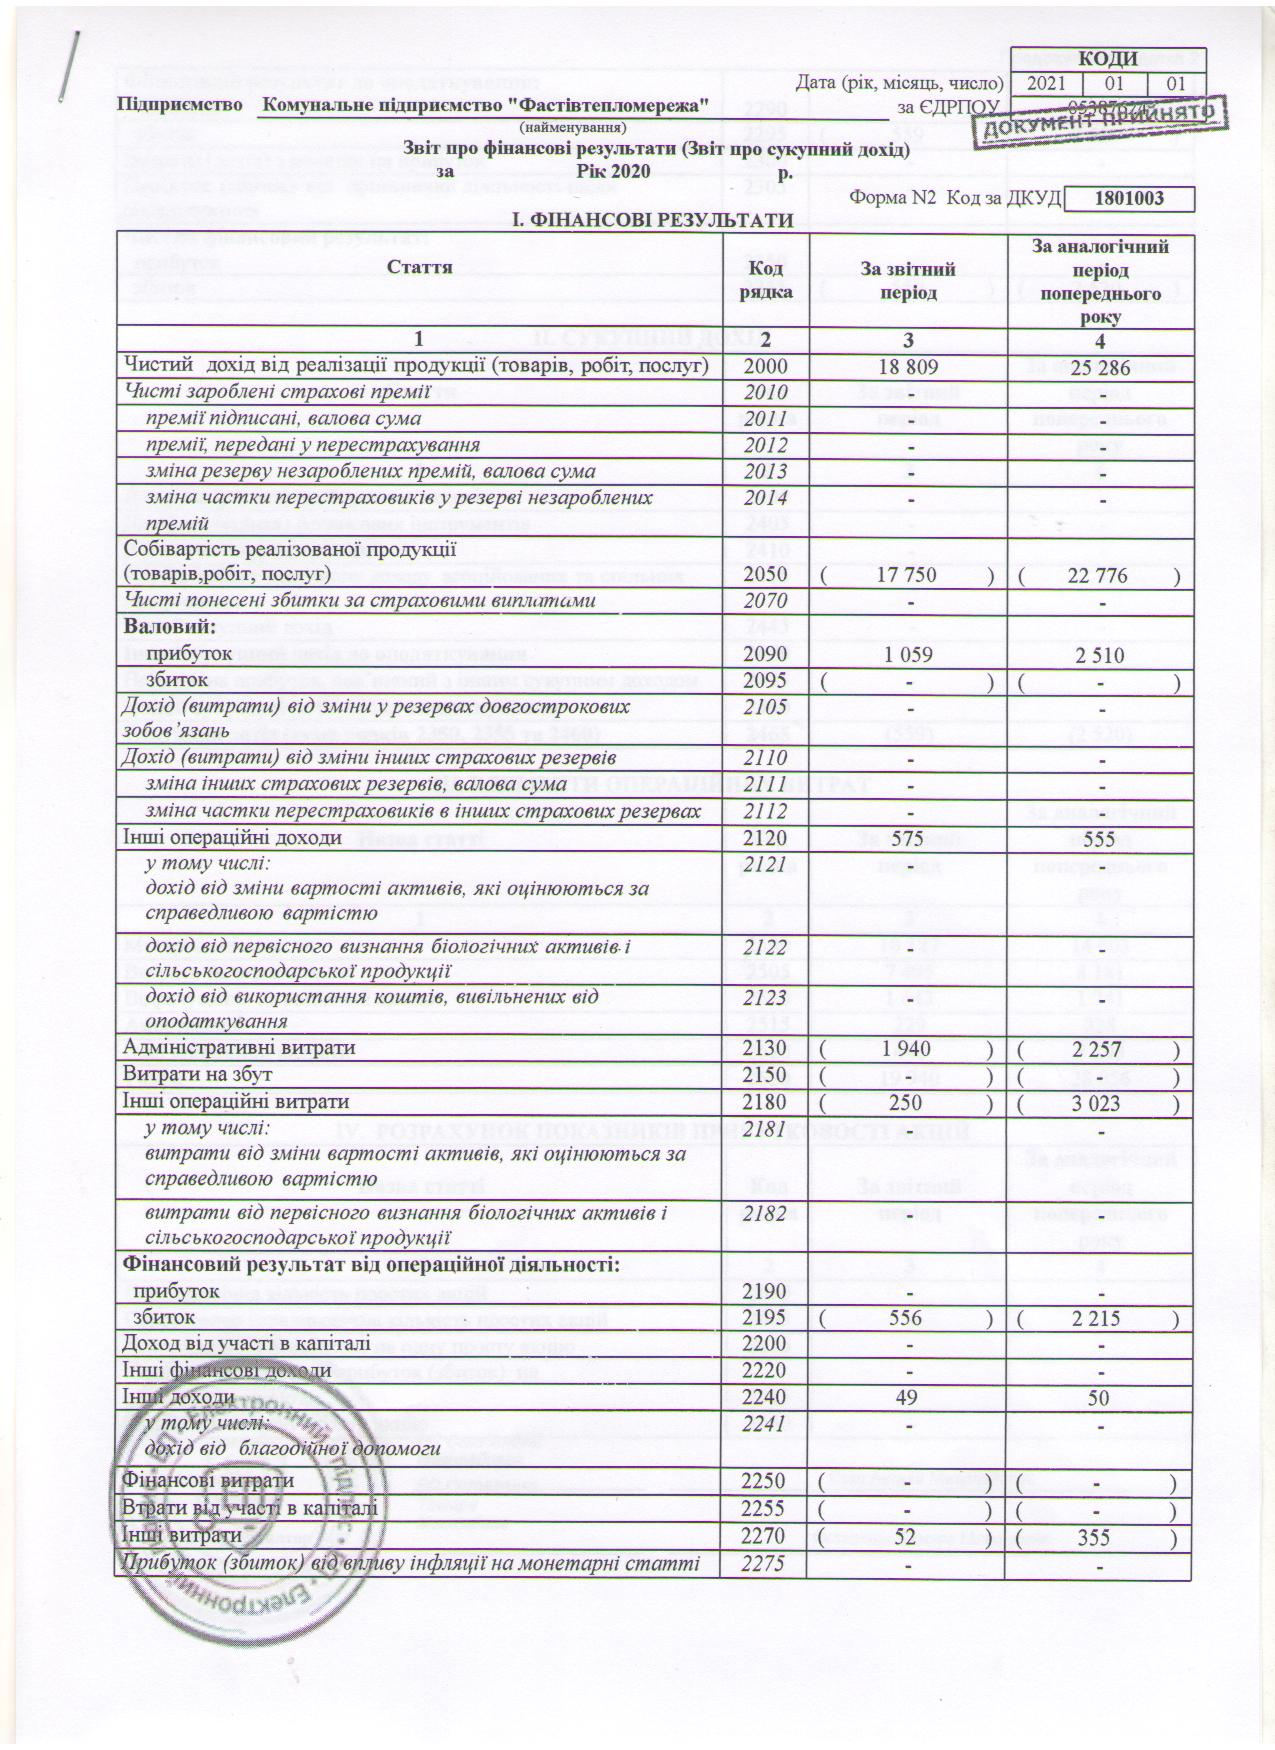 КОДИ
Дата (рік, місяць, число) 2021 01 01
Підприємство Комунальне підприємство "Фастівтепломережа" за ЄДРПОУ
(найменування)
ДОКУМЕНТ ПРИЙНЯТО
Звіт про фінансові результати (Звіт про сукупний дохід)
за Рік 2020 р.
Форма N2 Код за ДКУД 1801003
І. ФІНАНСОВІ РЕЗУЛЬТАТИ
Стаття Код рядка За звітний період За аналогічний період попереднього року
1 2 3 4
Чистий дохід від реалізації продукції (товарів, робіт, послуг) 2000 18 809 25 286
Чисті зароблені страхові премії 2010 - -
премії підписані, валова сума 2011 - -
премії, передані у перестрахування 2012 - -
зміна резерву незароблених премій, валова сума 2013 - -
зміна частки перестраховиків у резерві незароблених 2014 - -
премій
Собівартість реалізованої продукції
(товарів,робіт, послуг) 2050 ( 17 750 ) ( 22 776 )
Чисті понесені збитки за страховими виплатами 2070 - -
Валовий:
прибуток 2090 1 059 2 510
збиток 2095 ( - ) ( - )
Дохід (витрати) від зміни у резервах довгострокових 2105 - -
зобов’язань
Дохід (витрати) від зміни інших страхових резервів 2110 - -
зміна інших страхових резервів, валова сума 2111 - -
зміна частки перестраховиків в інших страхових резервах 2112 -
Інші операційні доходи 2120 575 555
у тому числі: 2121 - -
дохід від зміни вартості активів, які оцінюються за
справедливою вартістю
дохід від первісного визнання біологічних активів і 2122 - -
сільськогосподарської продукції
дохід від використання коштів, вивільнених від 2123 - -
оподаткування
Адміністративні витрати 2130 ( 1 940 ) ( 2 257 )
Витрати на збут 2150 ( - ) ( - )
Інші операційні витрати 2180 ( 250 ) ( 3 023 )
у тому числі: 2181 - -
витрати від зміни вартості активів, які оцінюються за
справедливою вартістю
витрати від первісного визнання біологічних активів і 2182 - -
сільськогосподарської продукції
Фінансовий результат від операційної діяльності:
прибуток 2190 - -
збиток 2195 ( 556 ) ( 2 215 )
Доход від участі в капіталі 2200 - -
Інші фінансові доходи 2220 - -
Інші доходи 2240 49 50
у тому числі: 2241 - -
дохід від благодійної допомоги
Фінансові витрати 2250 ( - ) ( - )
Втрати від участі в капіталі 2255 ( - ) ( - )
Інші витрати 2270 ( 52 ) ( 355 )
Прибуток (збиток) від впливу інфляції на монетарні статті 2275 - -